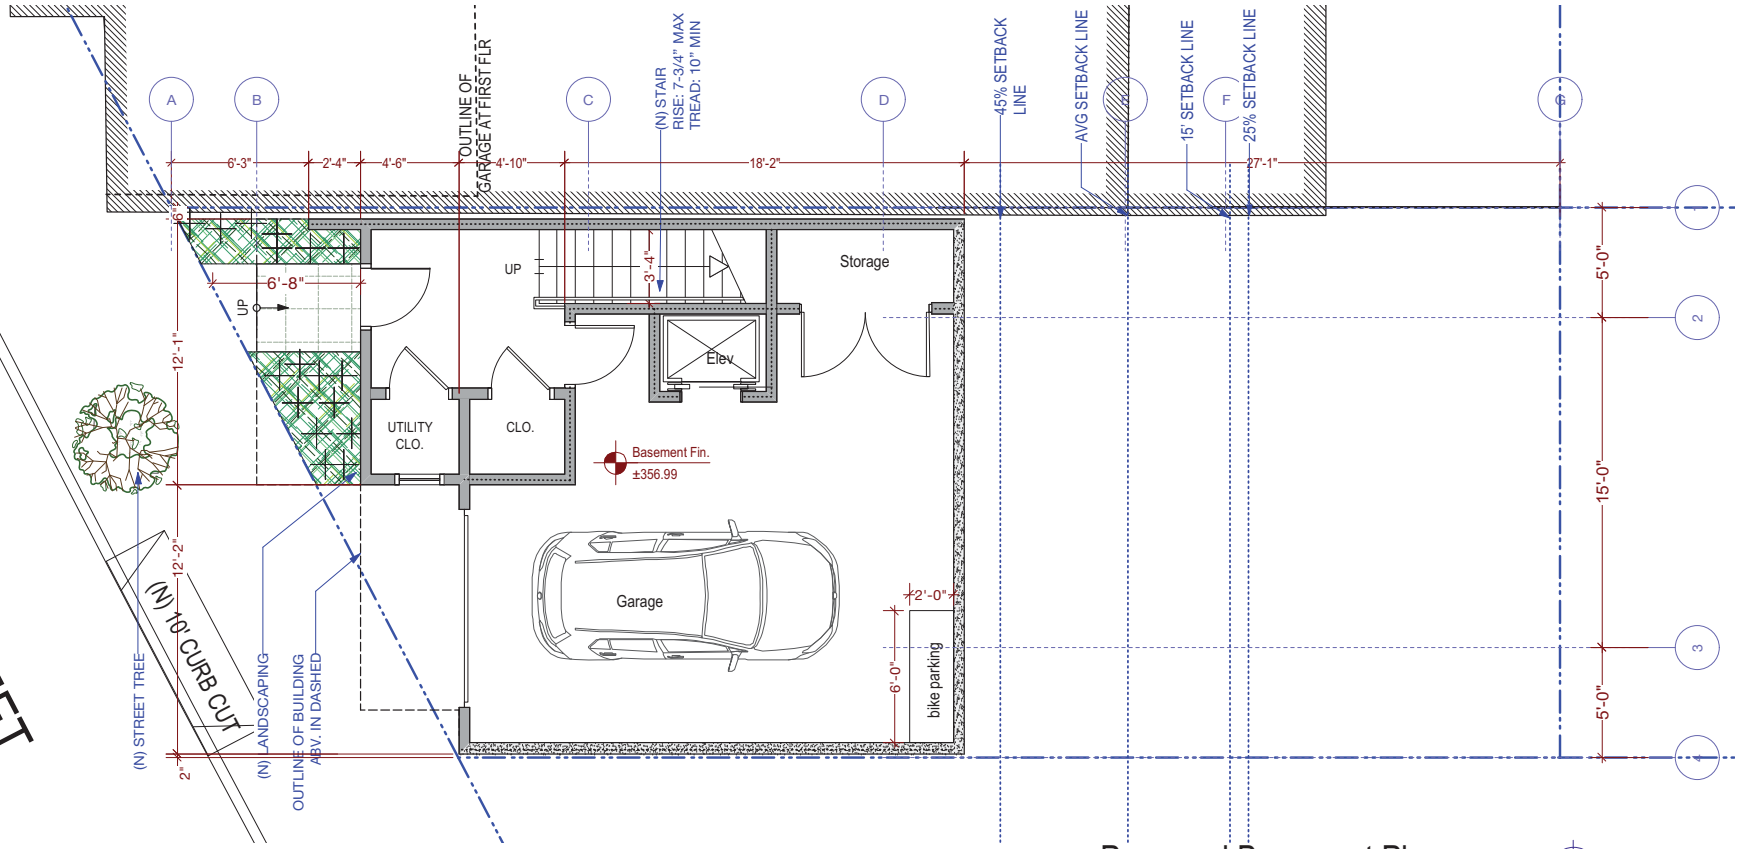 OUTLINE OF
GARAGE AT FIRST FLR
(N) STAIR
RISE: 7-3/4" MAX
TREAD: 10" MIN
45% SETBACK
LINE
AVG SETBACK LINE
15' SETBACK LINE
25% SETBACK LINE
A
B
C
D
E
F
G
6'-3"
2'-4"
4'-6"
4'-10"
18'-2"
27'-1"
1
6"
5'-0"
UP
3'-4"
Storage
6'-8"
UP
2
12'-1"
Elev
UTILITY
CLO.
CLO.
Basement Fin.
±356.99
15'-0"
12'-2"
(N) 10' CURB CUT
Garage
2'-0"
6'-0"
bike parking
3
(N) STREET TREE
(N) LANDSCAPING
OUTLINE OF BUILDING
ABV. IN DASHED
5'-0"
2"
4